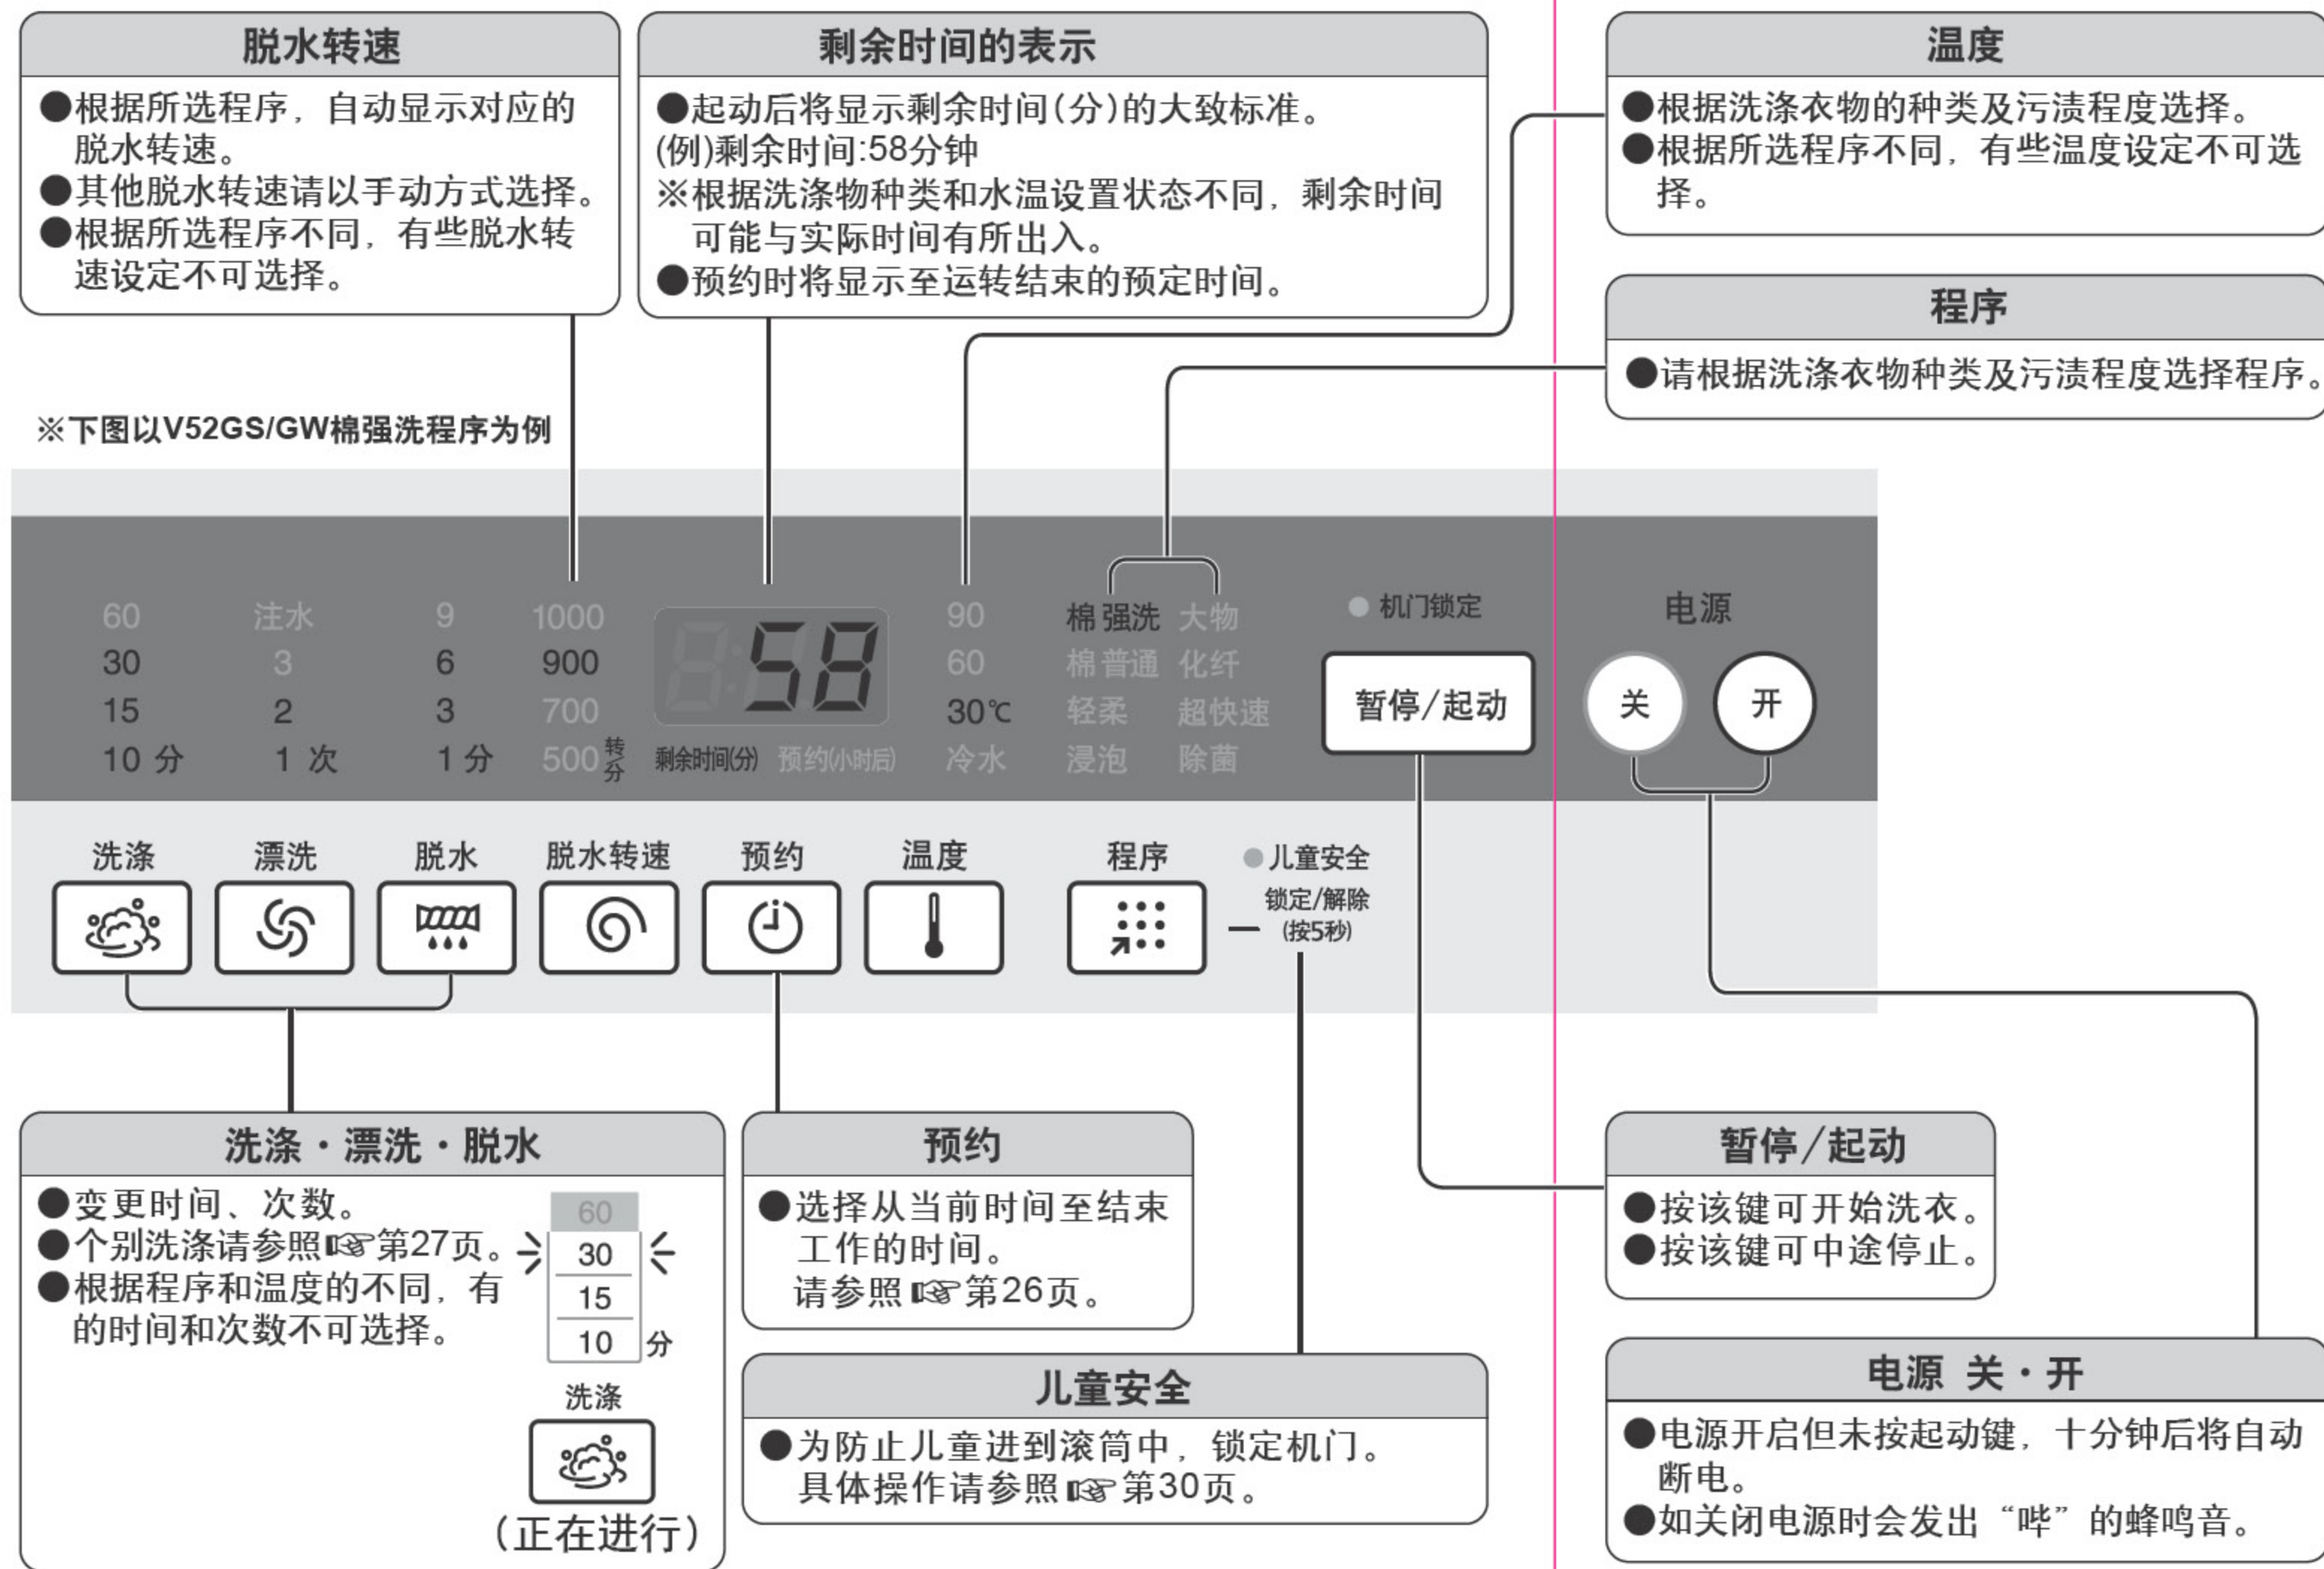 脱水转速
●根据所选程序，自动显示对应的
脱水转速。
●其他脱水转速请以手动方式选择。
●根据所选程序不同，有些脱水转
速设定不可选择。
剩余时间的表示
●起动后将显示剩余时间(分)的大致标准。
(例)剩余时间:58分钟
※根据洗涤物种类和水温设置状态不同，剩余时间
可能与实际时间有所出入。
●预约时将显示至运转结束的预定时间。
温度
●根据洗涤衣物的种类及污渍程度选择。
●根据所选程序不同，有些温度设定不可选
择。
程序
●请根据洗涤衣物种类及污渍程度选择程序。
※下图以V52GS/GW棉强洗程序为例
60 注水 9 1000 90 棉 强洗 大物
30 3 6 900 58 60 棉 普通 化纤
15 2 3 700 30℃ 轻柔 超快速
10 分 1 次 1 分 500 转/分 剩余时间(分) 预约(小时后) 冷水 浸泡 除菌
机门锁定
暂停/起动
电源
关 开
洗涤 漂洗 脱水 脱水转速 预约 温度 程序
儿童安全
锁定/解除
(按5秒)
洗涤·漂洗·脱水
●变更时间、次数。
●个别洗涤请参照☞第27页。
●根据程序和温度的不同，有
的时间和次数不可选择。
60
30
15
10 分
洗涤
(正在进行)
预约
●选择从当前时间至结束
工作的时间。
请参照☞第26页。
儿童安全
●为防止儿童进到滚筒中，锁定机门。
具体操作请参照☞第30页。
暂停/起动
●按该键可开始洗衣。
●按该键可中途停止。
电源 关·开
●电源开启但未按起动键，十分钟后将自动
断电。
●如关闭电源时会发出“哔”的蜂鸣音。